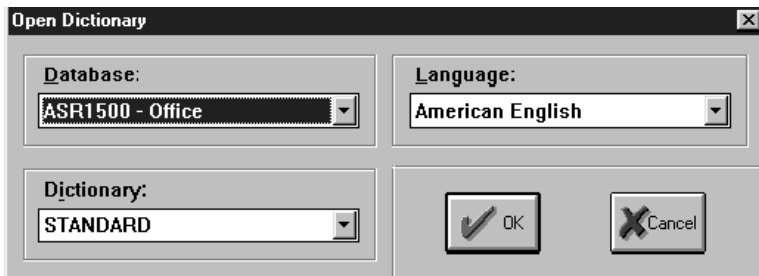 Open Dictionary
Database:
ASR1500 - Office
Language:
American English
Dictionary:
STANDARD
OK
Cancel